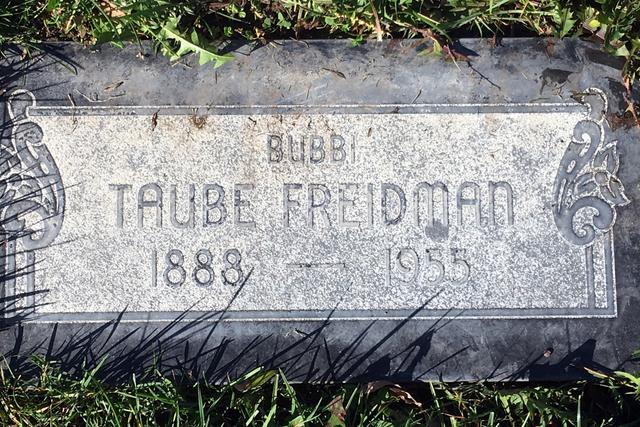 BUBBI
TAUBE FREIDMAN
1888 — 1955